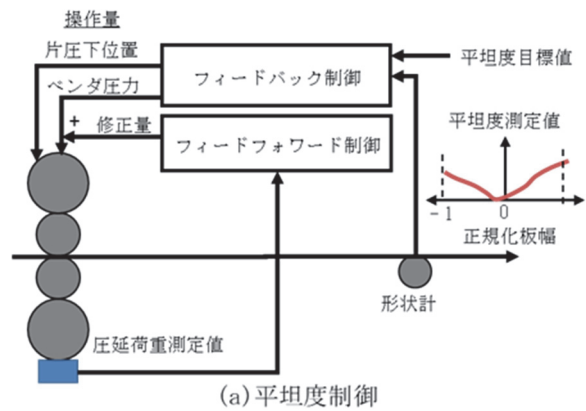 操作量
片圧下位置
ベンダ圧力
+ 修正量
フィードバック制御
フィードフォワード制御
平坦度目標値
平坦度測定値
-1 0
正規化板幅
形状計
圧延荷重測定値
(a)平坦度制御